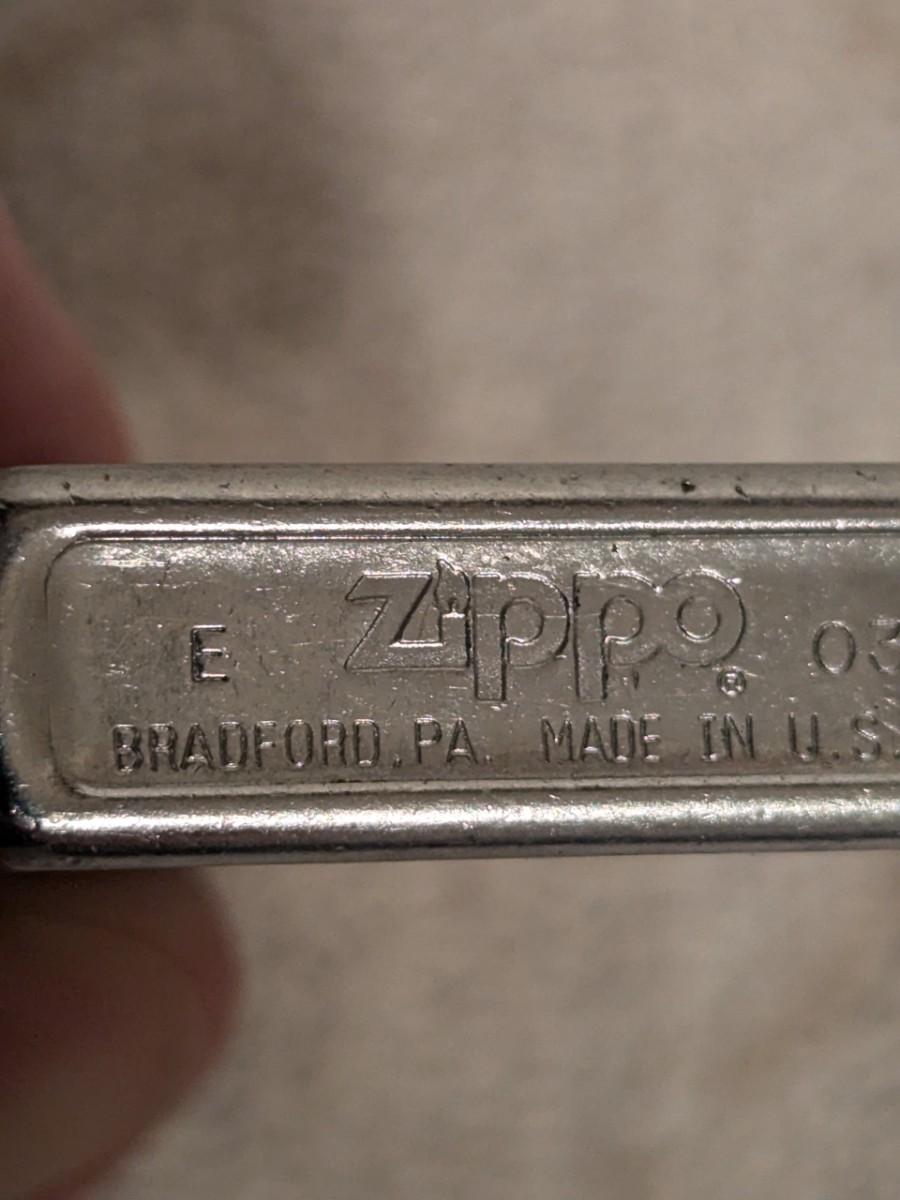 E Zippo® 03
BRADFORD,PA. MADE IN U.S.